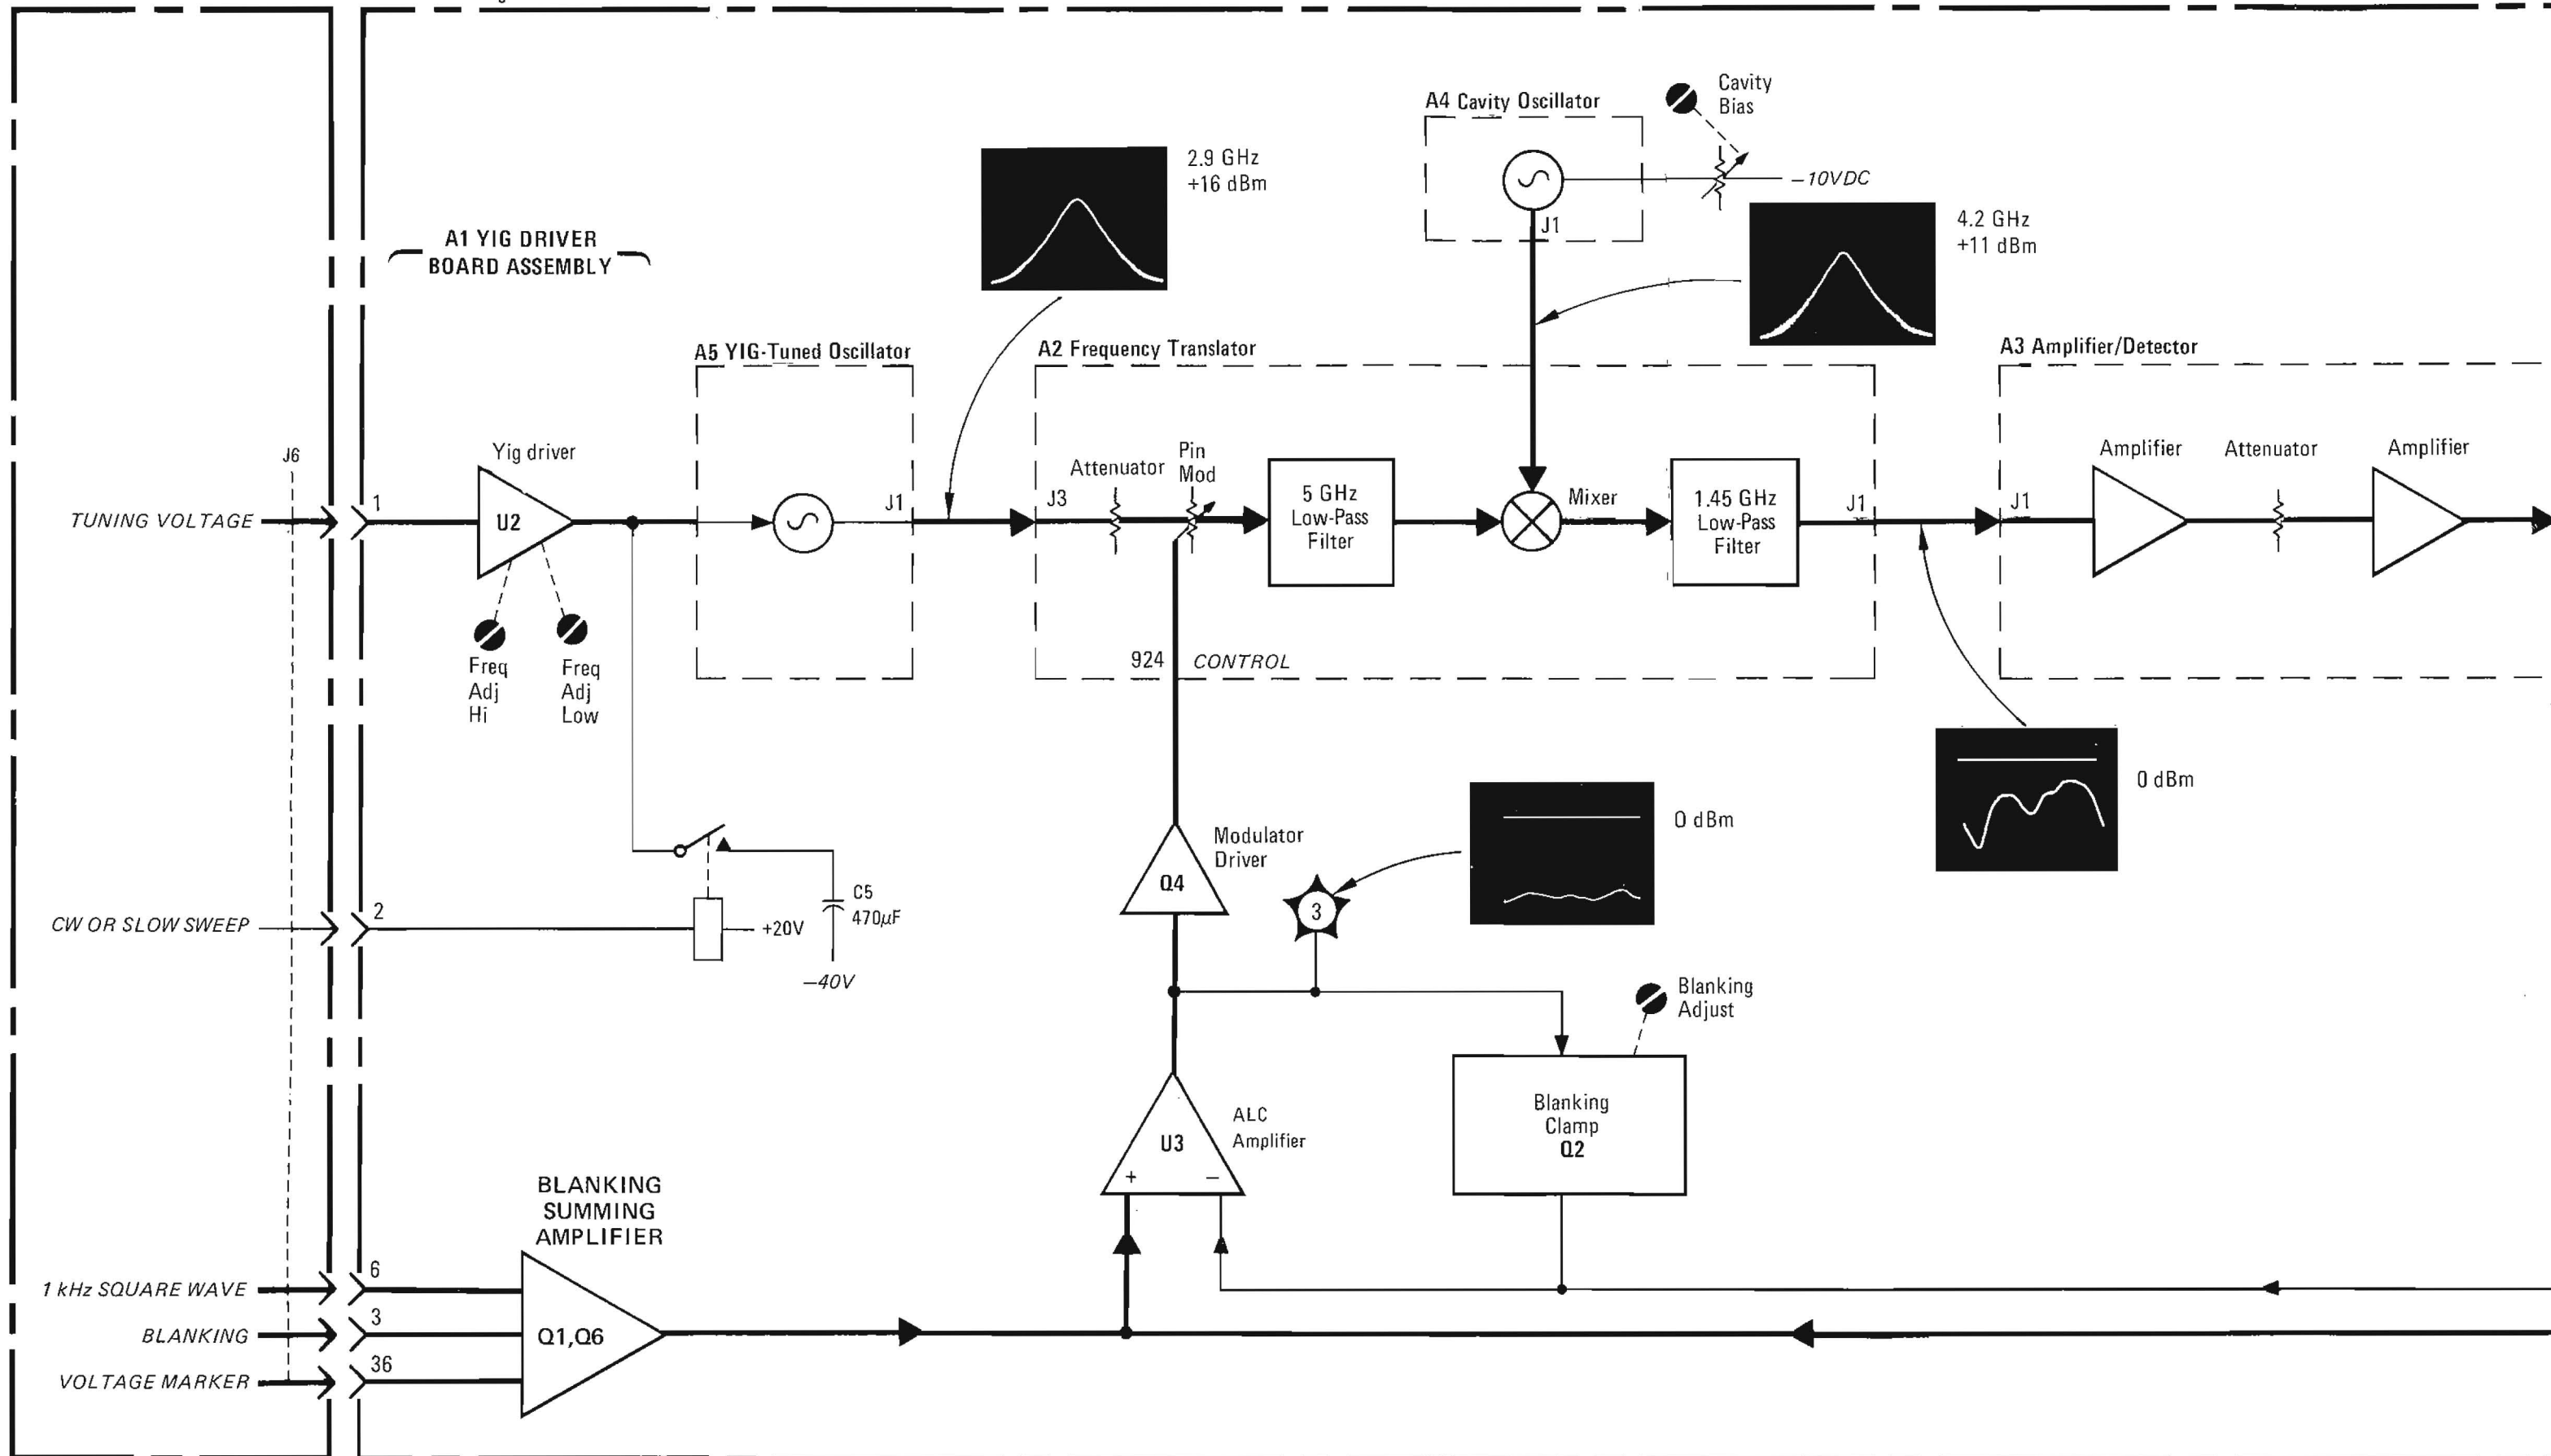 A4 Cavity Oscillator
Cavity
Bias
J1
−10VDC
2.9 GHz
+16 dBm
4.2 GHz
+11 dBm
A1 YIG DRIVER
BOARD ASSEMBLY
A5 YIG-Tuned Oscillator
A2 Frequency Translator
A3 Amplifier/Detector
J6
TUNING VOLTAGE
1
Yig driver
U2
Freq
Adj
Hi
Freq
Adj
Low
J1
J3
Attenuator
Pin
Mod
5 GHz
Low-Pass
Filter
Mixer
1.45 GHz
Low-Pass
Filter
J1
J1
Amplifier
Attenuator
Amplifier
924
CONTROL
0 dBm
0 dBm
Modulator
Driver
Q4
3
CW OR SLOW SWEEP
2
+20V
C5
470µF
−40V
Blanking
Adjust
Blanking
Clamp
Q2
ALC
Amplifier
U3
+
−
BLANKING
SUMMING
AMPLIFIER
1 kHz SQUARE WAVE
6
BLANKING
3
VOLTAGE MARKER
36
Q1,Q6